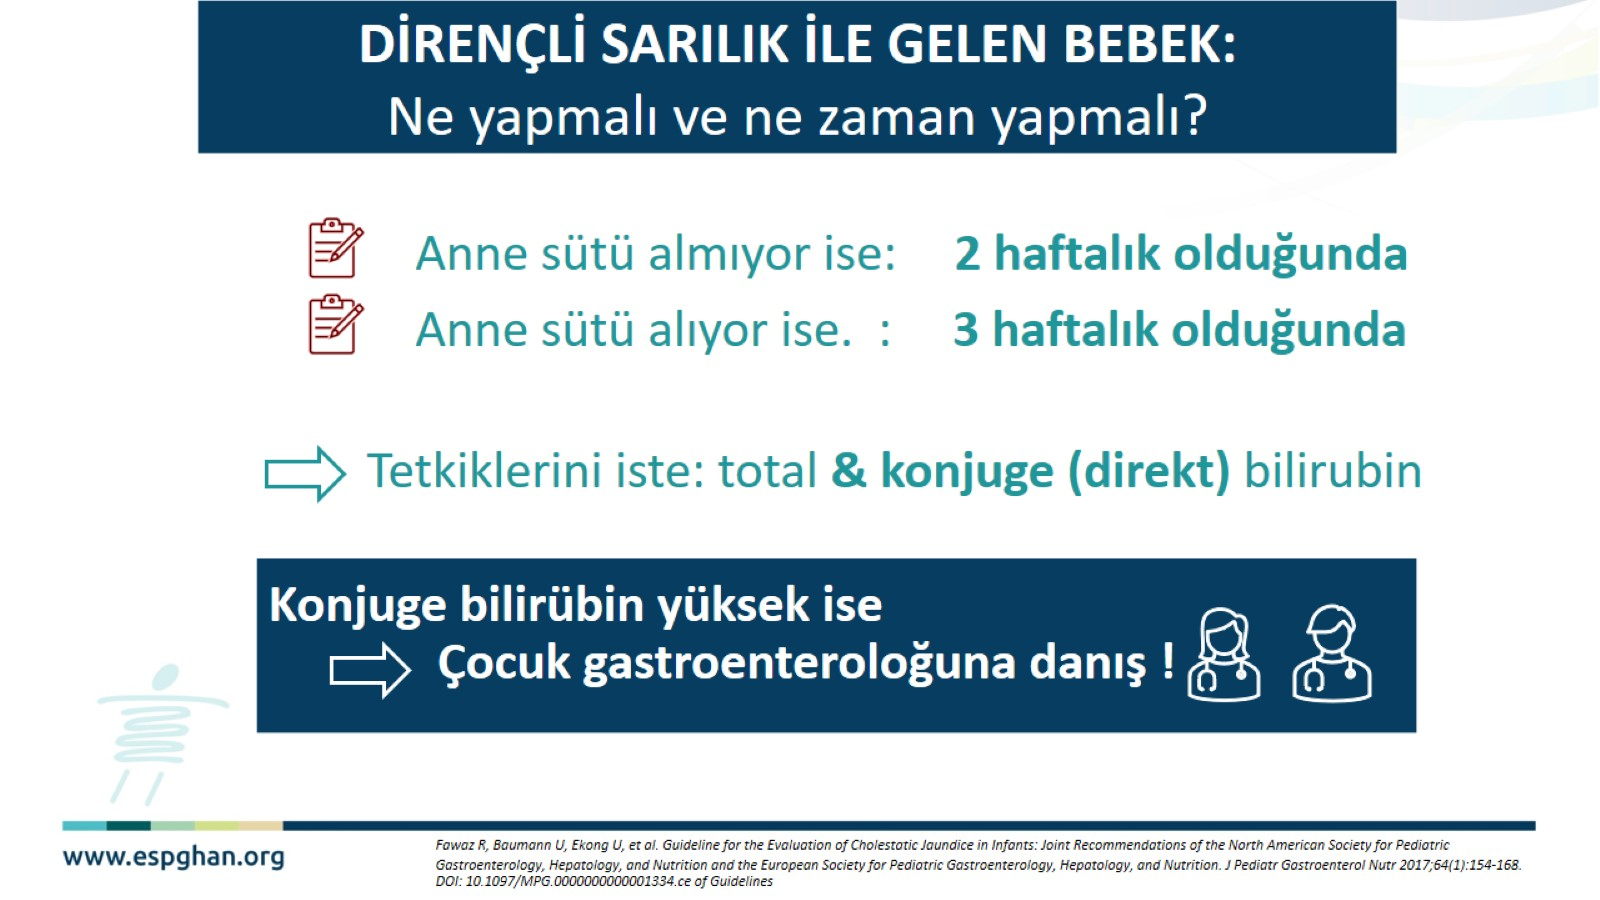 DİRENÇLİ SARILIK İLE GELEN BEBEK:
Ne yapmalı ve ne zaman yapmalı?
Anne sütü almıyor ise: 2 haftalık olduğunda
Anne sütü alıyor ise. : 3 haftalık olduğunda
Tetkiklerini iste: total & konjuge (direkt) bilirubin
Konjuge bilirübin yüksek ise
Çocuk gastroenteroloğuna danış !
www.espghan.org
Fawaz R, Baumann U, Ekong U, et al. Guideline for the Evaluation of Cholestatic Jaundice in Infants: Joint Recommendations of the North American Society for Pediatric
Gastroenterology, Hepatology, and Nutrition and the European Society for Pediatric Gastroenterology, Hepatology, and Nutrition. J Pediatr Gastroenterol Nutr 2017;64(1):154-168.
DOI: 10.1097/MPG.0000000000001334.ce of Guidelines